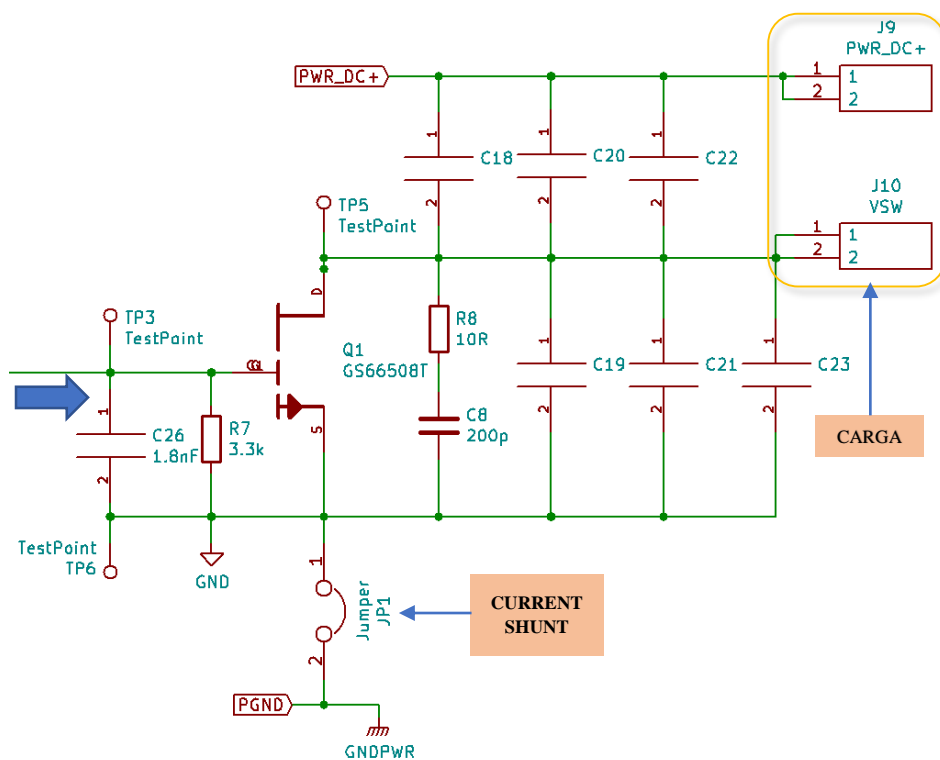 J9
PWR_DC+
PWR_DC+
1
1
2
2
1
C18
2
1
C20
2
1
C22
2
J10
VSW
1
1
2
2
TP5
TestPoint
D
TP3
TestPoint
Q1
GS66508T
G
S
R8
10R
C8
200p
1
C19
2
1
C21
2
1
C23
2
1
C26
1.8nF
2
R7
3.3k
CARGA
TestPoint
TP6
GND
1
Jumper
JP1
2
CURRENT
SHUNT
PGND
GNDPWR